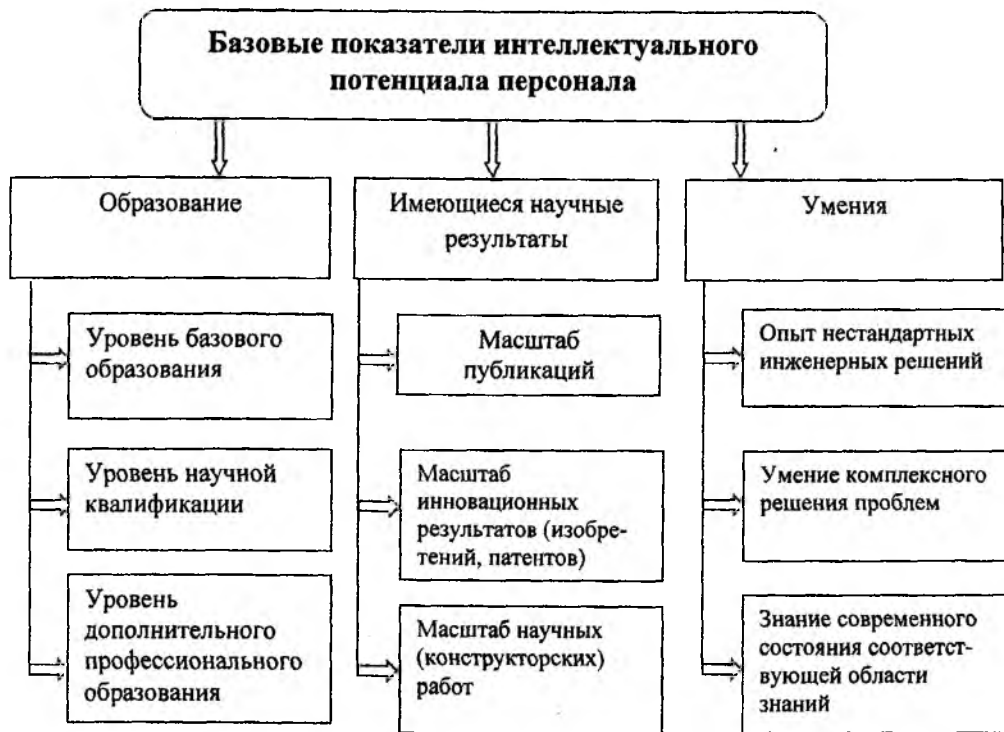 Базовые показатели интеллектуального
потенциала персонала
Образование
Имеющиеся научные
результаты
Умения
Уровень базового
образования
Масштаб
публикаций
Опыт нестандартных
инженерных решений
Уровень научной
квалификации
Масштаб
инновационных
результатов (изобре-
тений, патентов)
Умение комплексного
решения проблем
Уровень
дополнительного
профессионального
образования
Масштаб научных
(конструкторских)
работ
Знание современного
состояния соответст-
вующей области
знаний